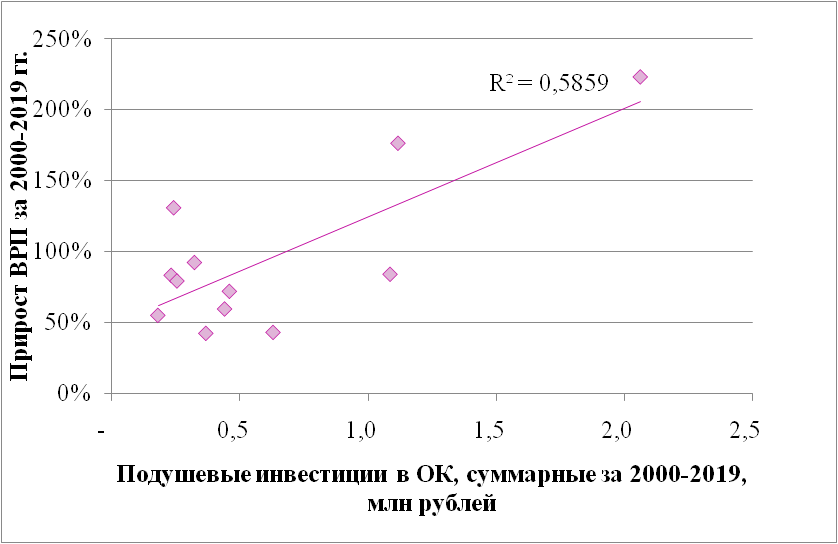 250%
200%
150%
100%
50%
0%
Прирост ВРП за 2000-2019 гг.
R² = 0,5859
- 0,5 1,0 1,5 2,0 2,5
Подушевые инвестиции в ОК, суммарные за 2000-2019,
млн рублей